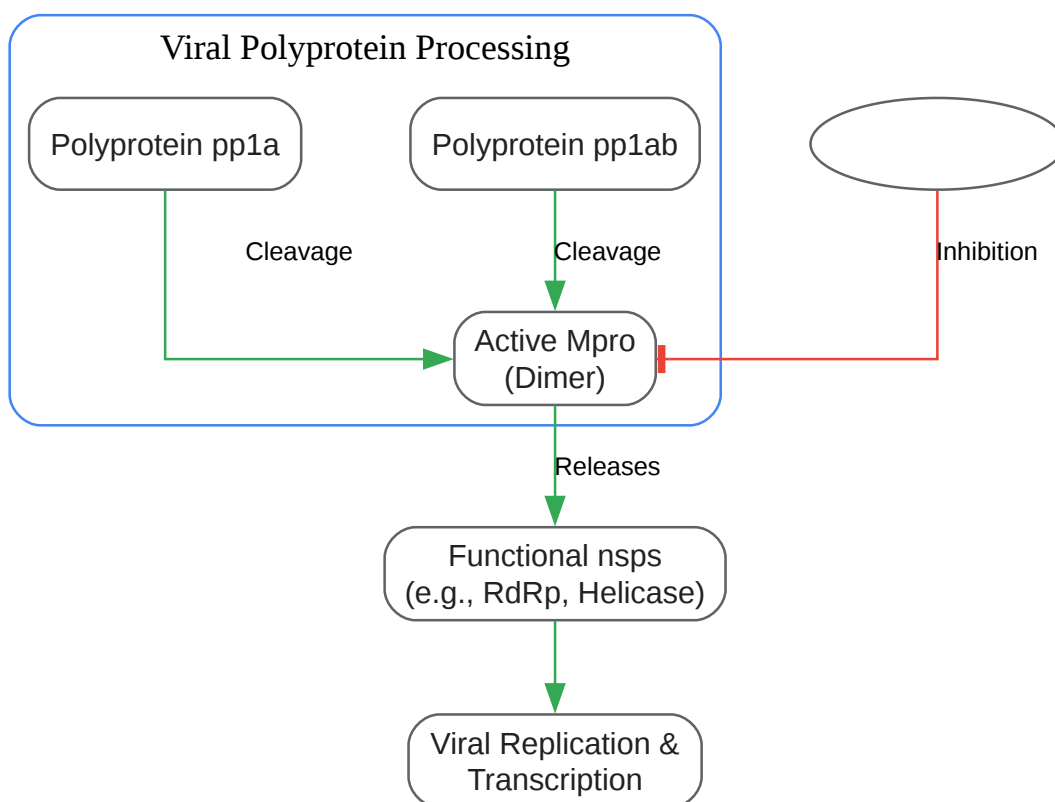 Viral Polyprotein Processing
Polyprotein pp1a
Polyprotein pp1ab
Cleavage
Cleavage
Inhibition
Active Mpro
(Dimer)
Releases
Functional nsps
(e.g., RdRp, Helicase)
Viral Replication &
Transcription